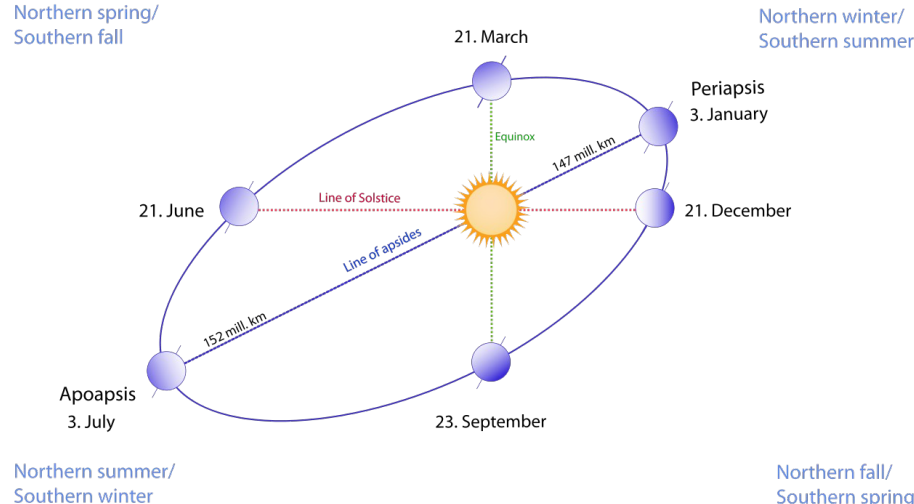 Northern spring/
Southern fall
21. March
Northern winter/
Southern summer
Periapsis
3. January
Equinox
147 mill. km
21. June
Line of Solstice
21. December
Line of apsides
152 mill. km
Apoapsis
3. July
23. September
Northern summer/
Southern winter
Northern fall/
Southern spring